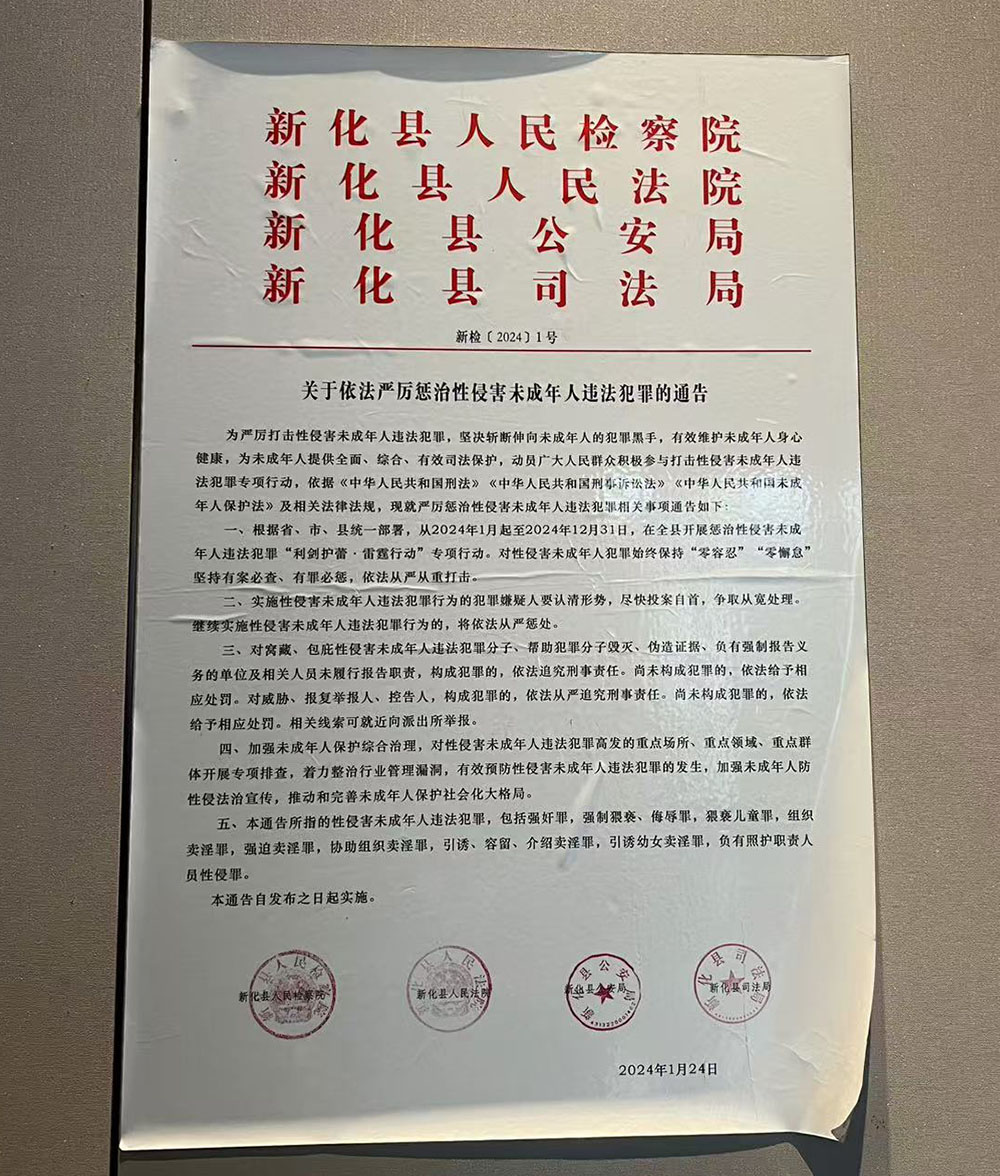 新化县人民检察院
新化县人民法院
新化县公安局
新化县司法局
新检〔2024〕1号
关于依法严厉惩治性侵害未成年人违法犯罪的通告
为严厉打击性侵害未成年人违法犯罪，坚决斩断伸向未成年人的犯罪黑手，有效维护未成年人身心
健康，为未成年人提供全面、综合、有效司法保护，动员广大人民群众积极参与打击性侵害未成年人违
法犯罪专项行动，依据《中华人民共和国刑法》《中华人民共和国刑事诉讼法》《中华人民共和国未成
年人保护法》及相关法律法规，现就严厉惩治性侵害未成年人违法犯罪相关事项通告如下：
一、根据省、市、县统一部署，从2024年1月起至2024年12月31日，在全县开展惩治性侵害未成
年人违法犯罪“利剑护蕾·雷霆行动”专项行动。对性侵害未成年人犯罪始终保持“零容忍”“零懈怠”
坚持有案必查、有罪必惩，依法从严从重打击。
二、实施性侵害未成年人违法犯罪行为的犯罪嫌疑人要认清形势，尽快投案自首，争取从宽处理。
继续实施性侵害未成年人违法犯罪行为的，将依法从严惩处。
三、对窝藏、包庇性侵害未成年人违法犯罪分子、帮助犯罪分子毁灭、伪造证据、负有强制报告义
务的单位及相关人员未履行报告职责，构成犯罪的，依法追究刑事责任。尚未构成犯罪的，依法给予相
应处罚。对威胁、报复举报人、控告人，构成犯罪的，依法从严追究刑事责任。尚未构成犯罪的，依法
给予相应处罚。相关线索可就近向派出所举报。
四、加强未成年人保护综合治理，对性侵害未成年人违法犯罪高发的重点场所、重点领域、重点群
体开展专项排查，着力整治行业管理漏洞，有效预防性侵害未成年人违法犯罪的发生，加强未成年人防
性侵法治宣传，推动和完善未成年人保护社会化大格局。
五、本通告所指的性侵害未成年人违法犯罪，包括强奸罪，强制猥亵、侮辱罪，猥亵儿童罪，组织
卖淫罪，强迫卖淫罪，协助组织卖淫罪，引诱、容留、介绍卖淫罪，引诱幼女卖淫罪，负有照护职责人
员性侵罪。
本通告自发布之日起实施。
新化县人民检察院 新化县人民法院 新化县公安局 新化县司法局
2024年1月24日